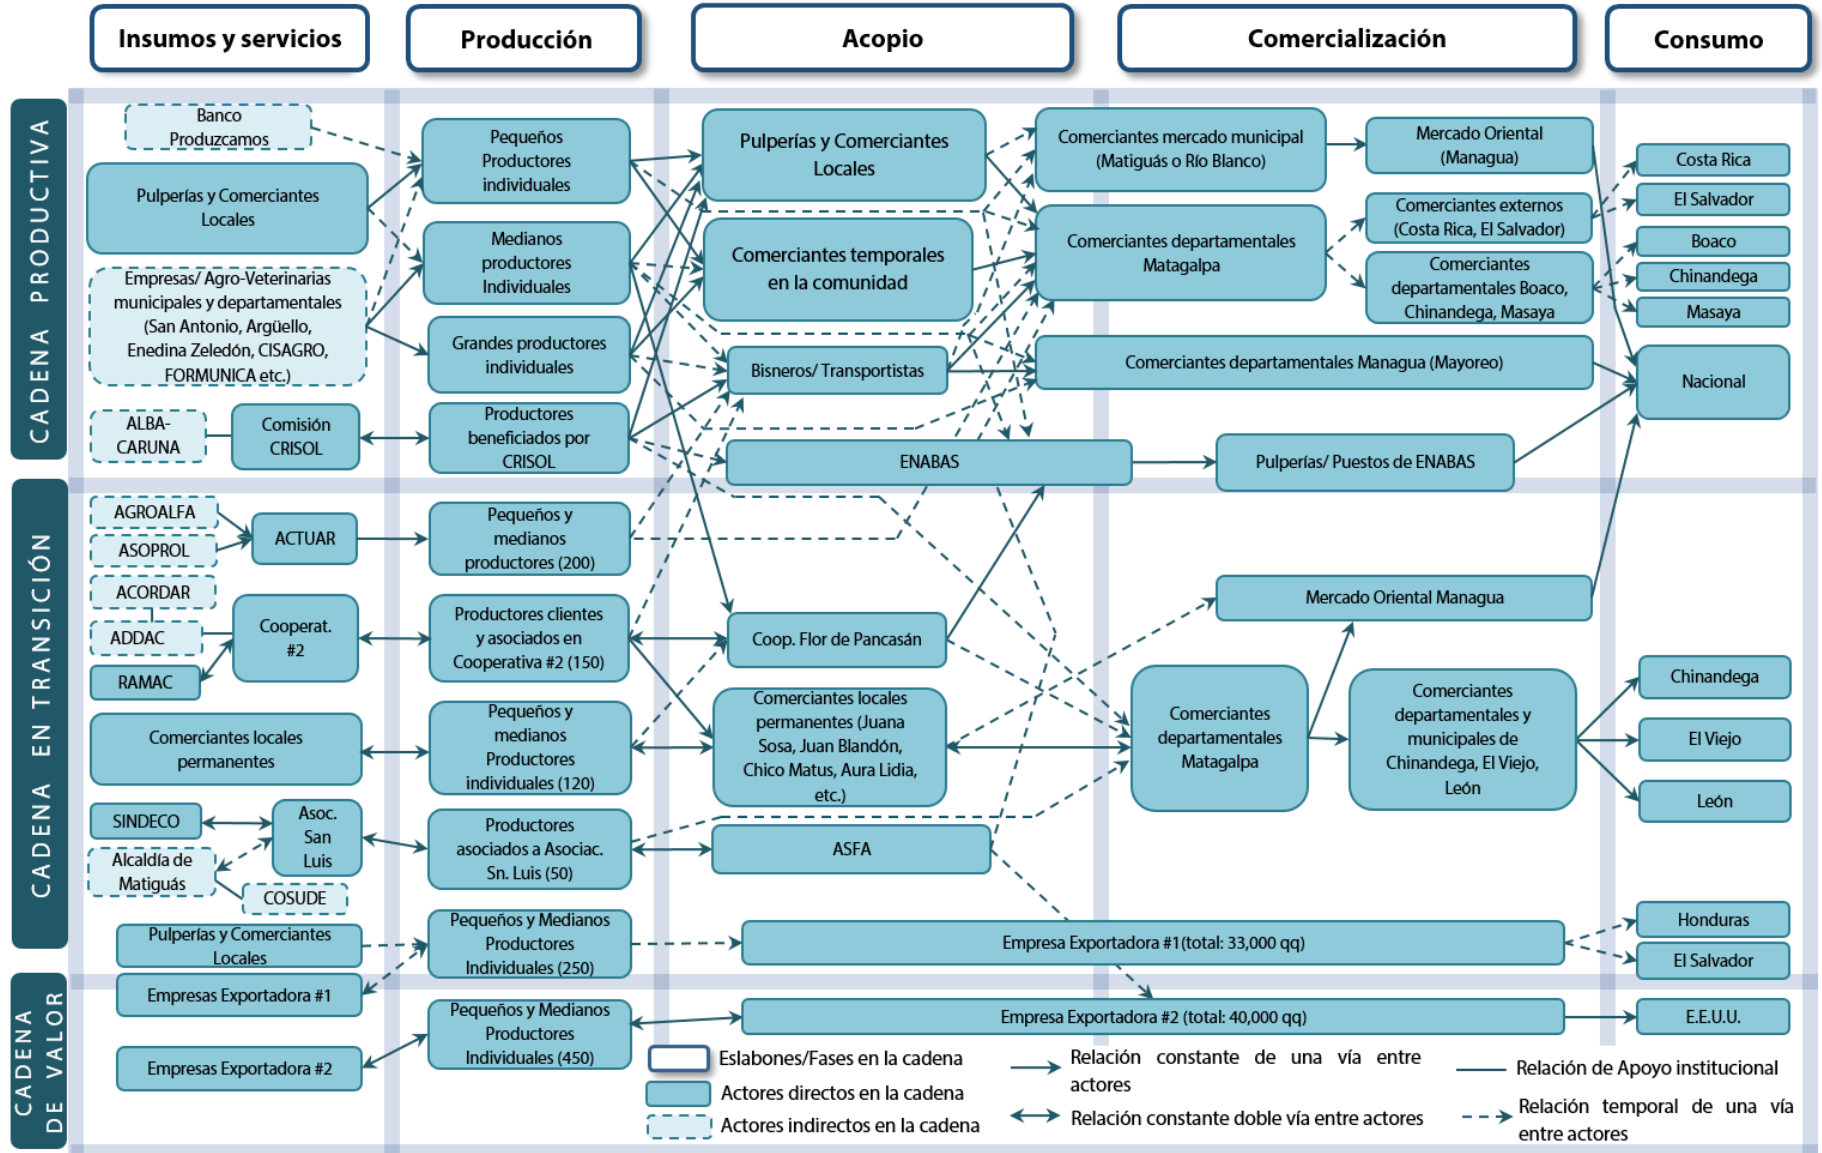 Insumos y servicios
Producción
Acopio
Comercialización
Consumo
CADENA PRODUCTIVA
Banco
Produzcamos
Pulperías y Comerciantes
Locales
Empresas/ Agro-Veterinarias
municipales y departamentales
(San Antonio, Argüello,
Enedina Zeledón, CISAGRO,
FORMUNICA etc.)
ALBA-
CARUNA
Comisión
CRISOL
Pequeños
Productores
individuales
Medianos
productores
Individuales
Grandes productores
individuales
Productores
beneficiados por
CRISOL
Pulperías y Comerciantes
Locales
Comerciantes temporales
en la comunidad
Bisneros/ Transportistas
ENABAS
Comerciantes mercado municipal
(Matiguás o Río Blanco)
Comerciantes departamentales
Matagalpa
Comerciantes departamentales Managua (Mayoreo)
Mercado Oriental
(Managua)
Comerciantes externos
(Costa Rica, El Salvador)
Comerciantes
departamentales Boaco,
Chinandega, Masaya
Pulperías/ Puestos de ENABAS
Costa Rica
El Salvador
Boaco
Chinandega
Masaya
Nacional
CADENA EN TRANSICIÓN
AGROALFA
ASOPROL
ACTUAR
ACORDAR
ADDAC
RAMAC
Cooperat.
#2
Comerciantes locales
permanentes
SINDECO
Alcaldía de
Matiguás
Asoc.
San
Luis
COSUDE
Pulperías y Comerciantes
Locales
Empresas Exportadora #1
Pequeños y
medianos
productores (200)
Productores clientes
y asociados en
Cooperativa #2 (150)
Pequeños y
medianos
Productores
individuales (120)
Productores
asociados a Asociac.
Sn. Luis (50)
Pequeños y Medianos
Productores
Individuales (250)
Coop. Flor de Pancasán
Comerciantes locales
permanentes (Juana
Sosa, Juan Blandón,
Chico Matus, Aura Lidia,
etc.)
ASFA
Empresa Exportadora #1(total: 33,000 qq)
Mercado Oriental Managua
Comerciantes
departamentales
Matagalpa
Comerciantes
departamentales y
municipales de
Chinandega, El Viejo,
León
Chinandega
El Viejo
León
Honduras
El Salvador
CADENA
DE VALOR
Empresas Exportadora #2
Pequeños y Medianos
Productores
Individuales (450)
Empresa Exportadora #2 (total: 40,000 qq)
E.E.U.U.
Eslabones/Fases en la cadena
Actores directos en la cadena
Actores indirectos en la cadena
Relación constante de una vía entre
actores
Relación constante doble vía entre actores
Relación de Apoyo institucional
Relación temporal de una vía
entre actores